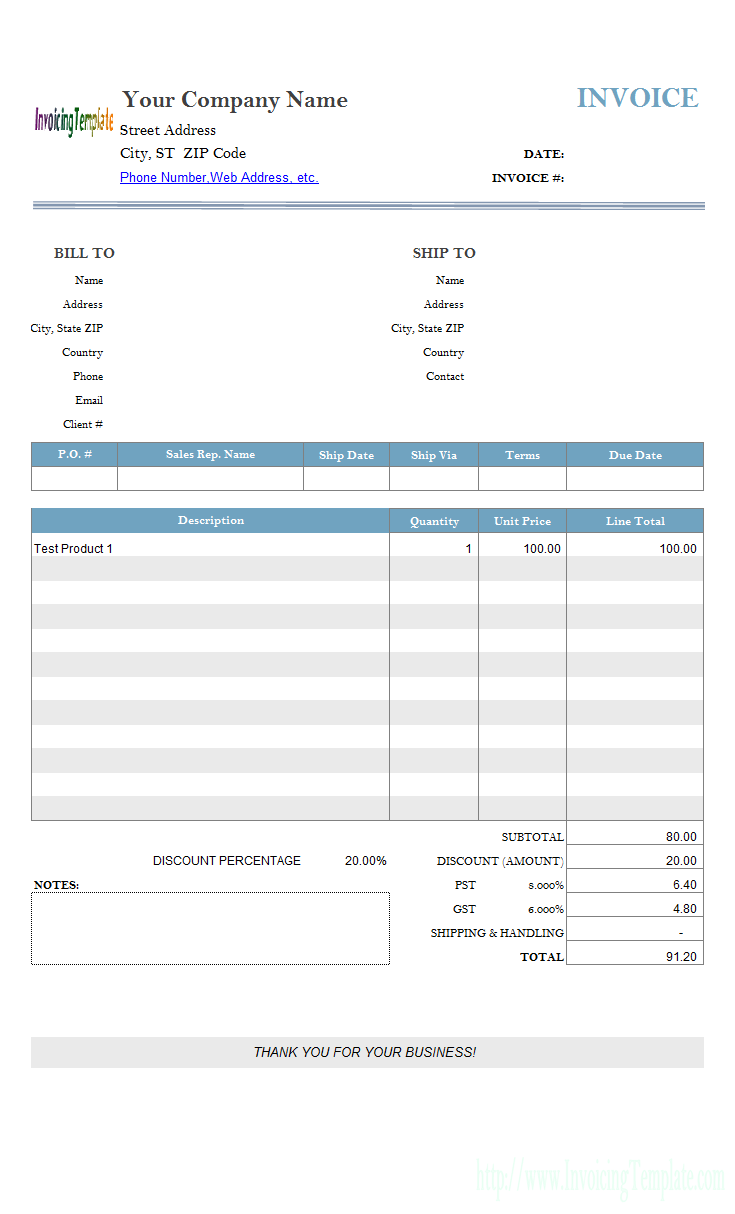 Your Company Name
INVOICE
InvoicingTemplate
Street Address
City, ST  ZIP Code
DATE:
Phone Number,Web Address, etc.
INVOICE #:
BILL TO
SHIP TO
Name
Name
Address
Address
City, State ZIP
City, State ZIP
Country
Country
Phone
Contact
Email
Client #
P.O. # Sales Rep. Name Ship Date Ship Via Terms Due Date
Description Quantity Unit Price Line Total
Test Product 1 1 100.00 100.00
SUBTOTAL 80.00
DISCOUNT PERCENTAGE 20.00% DISCOUNT (AMOUNT) 20.00
NOTES: PST 8.000% 6.40
GST 6.000% 4.80
SHIPPING & HANDLING -
TOTAL 91.20
THANK YOU FOR YOUR BUSINESS!
http://www.InvoicingTemplate.com